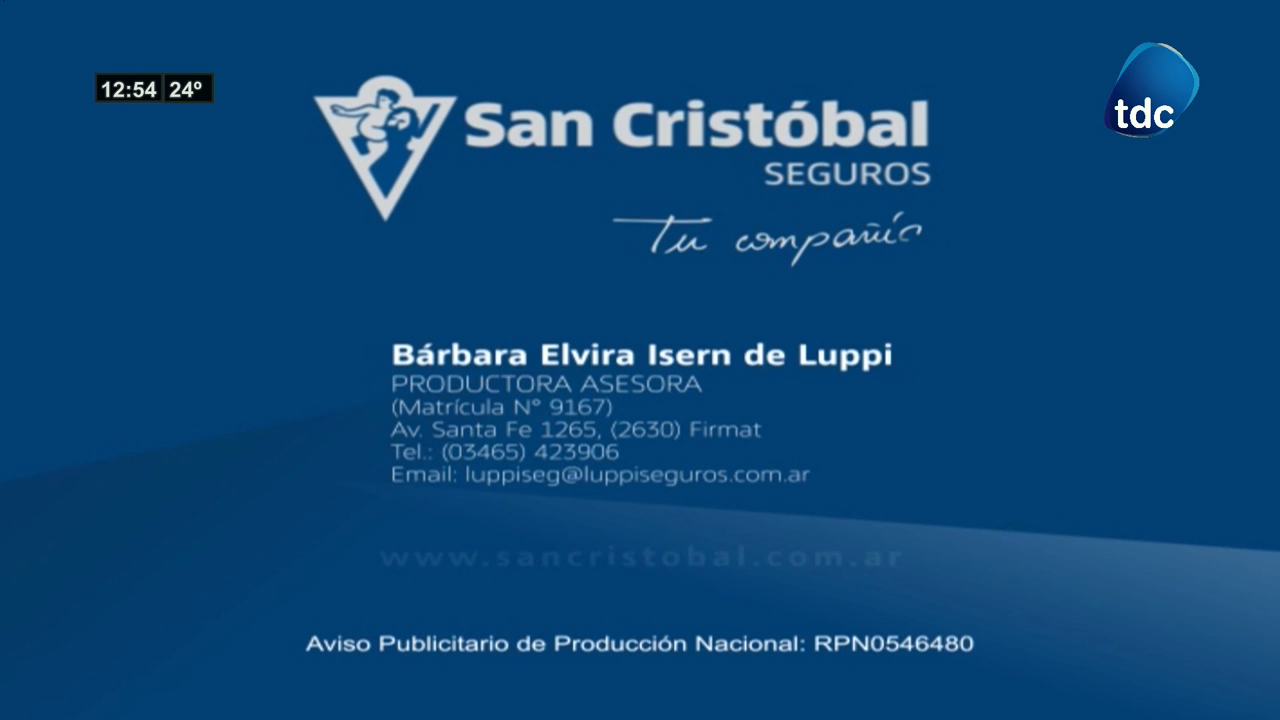 12:54 24º
tdc
San Cristóbal
SEGUROS
Tu compañía
Bárbara Elvira Isern de Luppi
PRODUCTORA ASESORA
(Matrícula N° 9167)
Av. Santa Fe 1265, (2630) Firmat
Tel.: (03465) 423906
Email: luppiseg@luppiseguros.com.ar
www.sancristobal.com.ar
Aviso Publicitario de Producción Nacional: RPN0546480